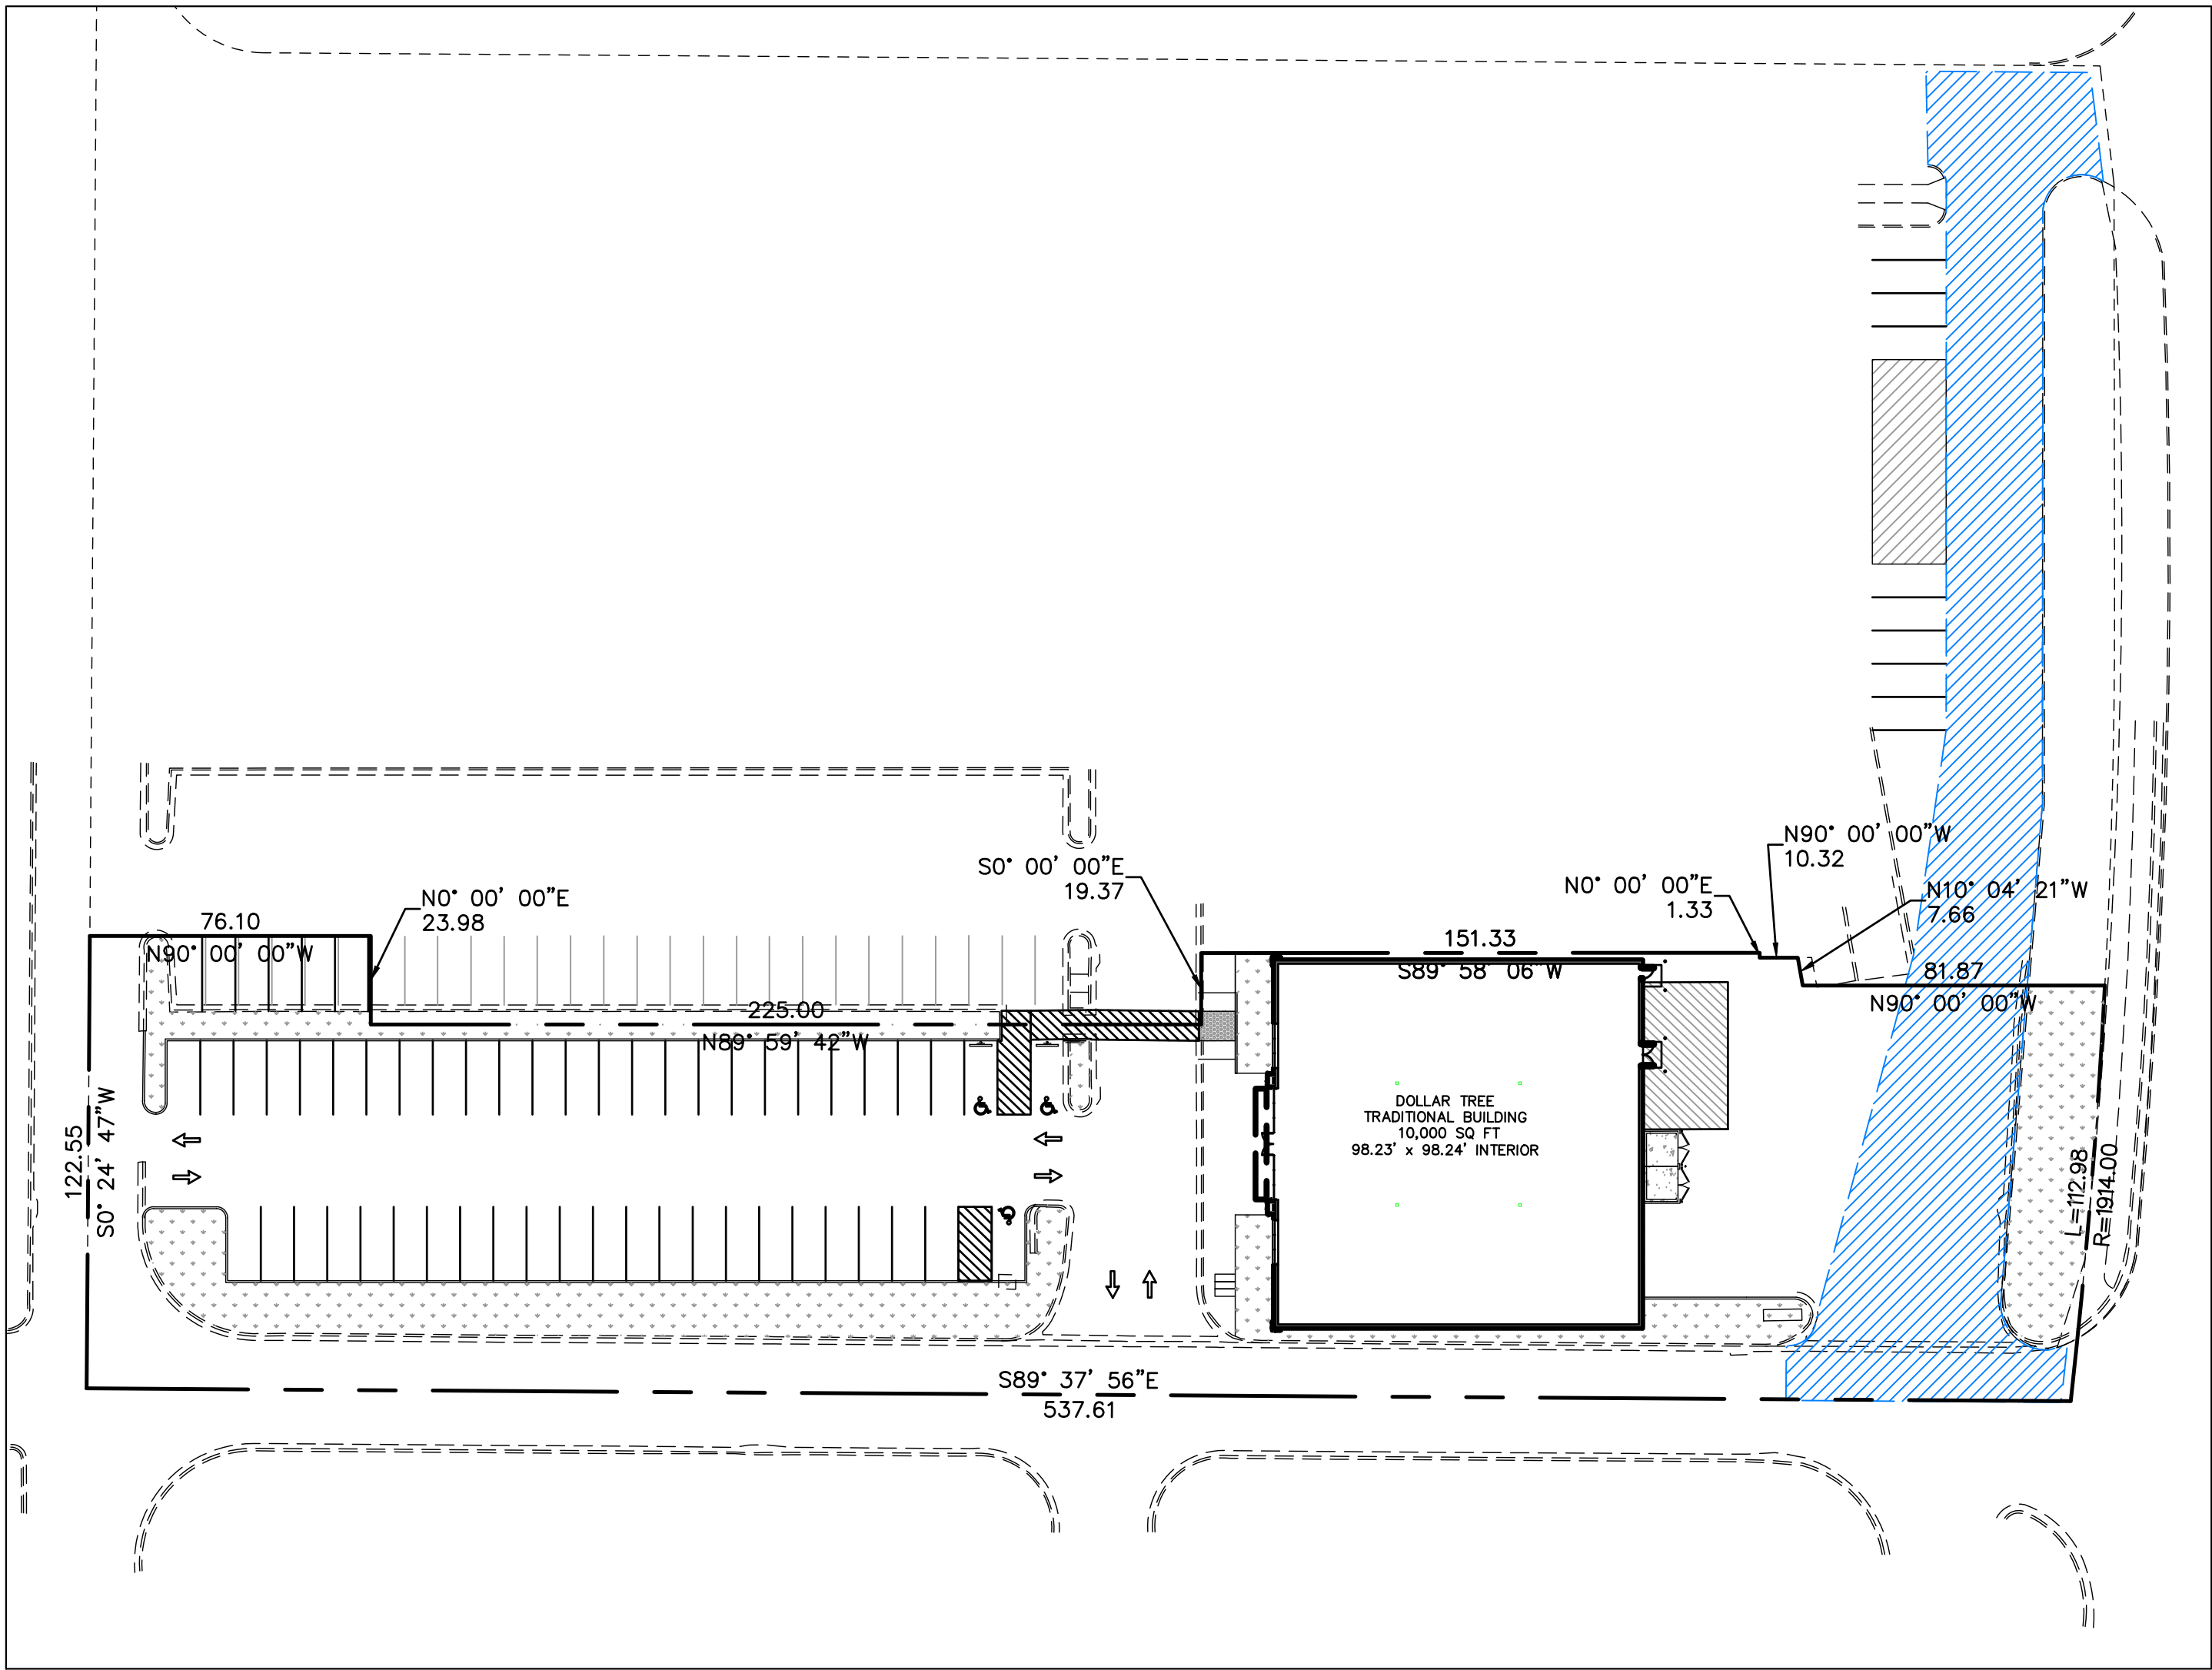 N90° 00' 00"W
10.32
S0° 00' 00"E
19.37
N0° 00' 00"E
1.33
N10° 04' 21"W
7.66
N0° 00' 00"E
23.98
76.10
N90° 00' 00"W
151.33
S89° 58' 06"W
81.87
N90° 00' 00"W
225.00
N89° 59' 42"W
DOLLAR TREE
TRADITIONAL BUILDING
10,000 SQ FT
98.23' x 98.24' INTERIOR
122.55
S0° 24' 47"W
L=112.98
R=1914.00
S89° 37' 56"E
537.61